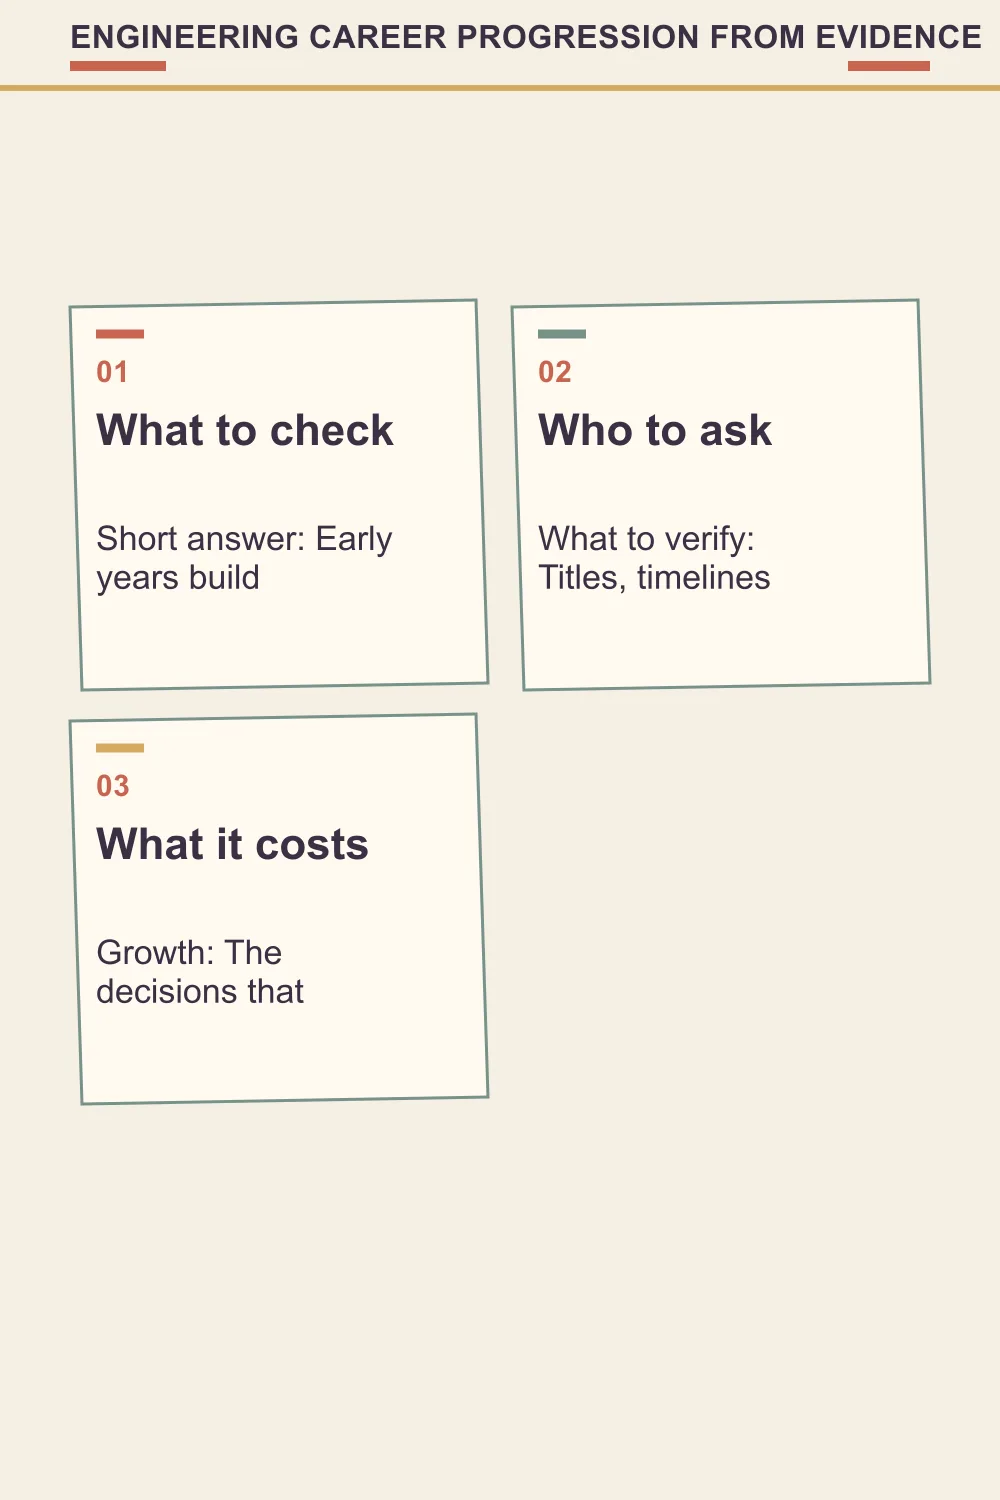 ENGINEERING CAREER PROGRESSION FROM EVIDENCE
01
What to check
Short answer: Early
years build
02
Who to ask
What to verify:
Titles, timelines
03
What it costs
Growth: The
decisions that